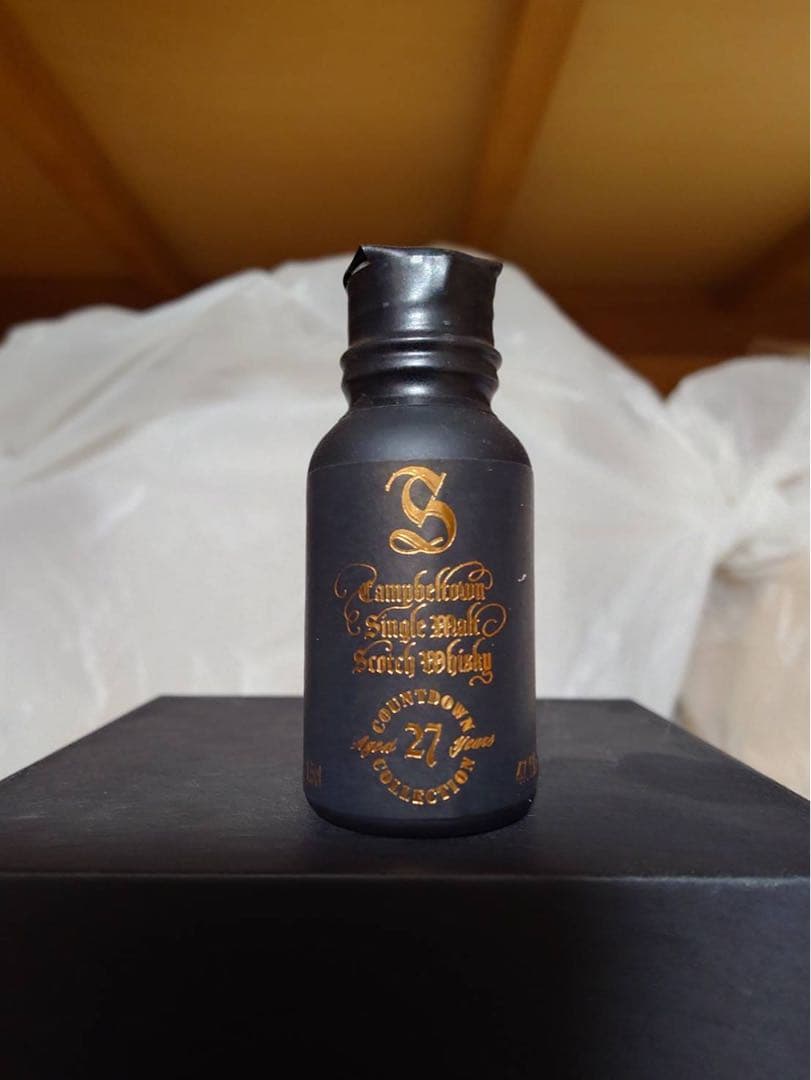 S
Campbeltown
Single Malt
Scotch Whisky
COUNTDOWN
Aged 27 Years
COLLECTION